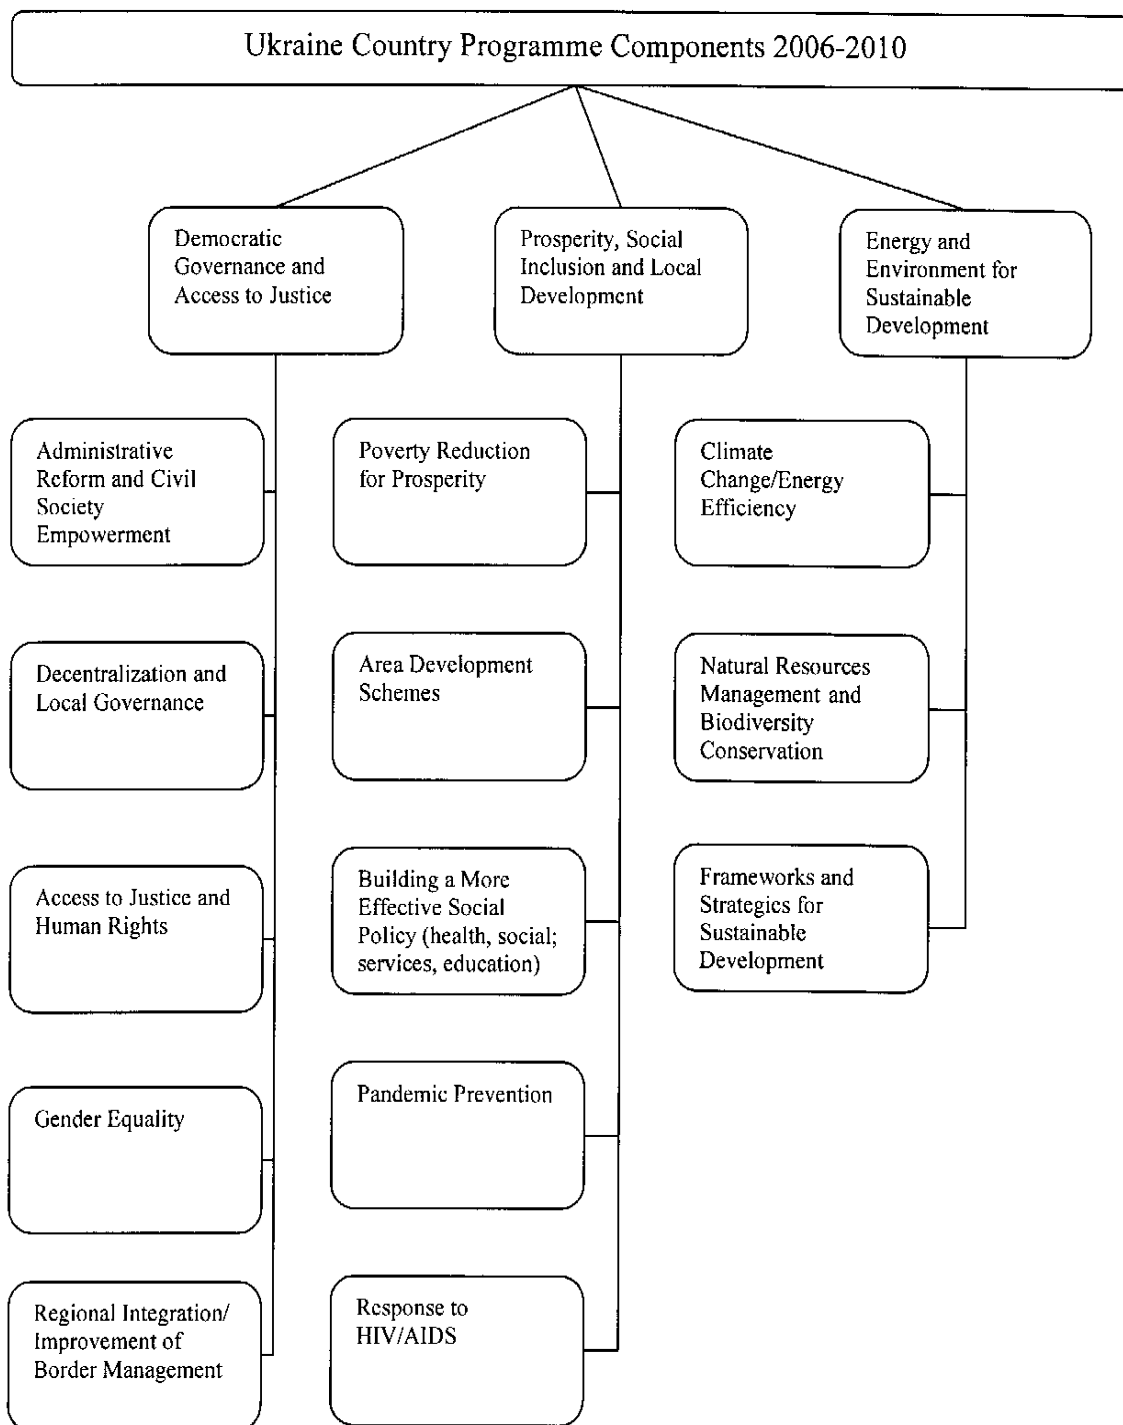 Ukraine Country Programme Components 2006-2010
Democratic
Governance and
Access to Justice
Prosperity, Social
Inclusion and Local
Development
Energy and
Environment for
Sustainable
Development
Administrative
Reform and Civil
Society
Empowerment
Decentralization and
Local Governance
Access to Justice and
Human Rights
Gender Equality
Regional Integration/
Improvement of
Border Management
Poverty Reduction
for Prosperity
Area Development
Schemes
Building a More
Effective Social
Policy (health, social;
services, education)
Pandemic Prevention
Response to
HIV/AIDS
Climate
Change/Energy
Efficiency
Natural Resources
Management and
Biodiversity
Conservation
Frameworks and
Strategies for
Sustainable
Development